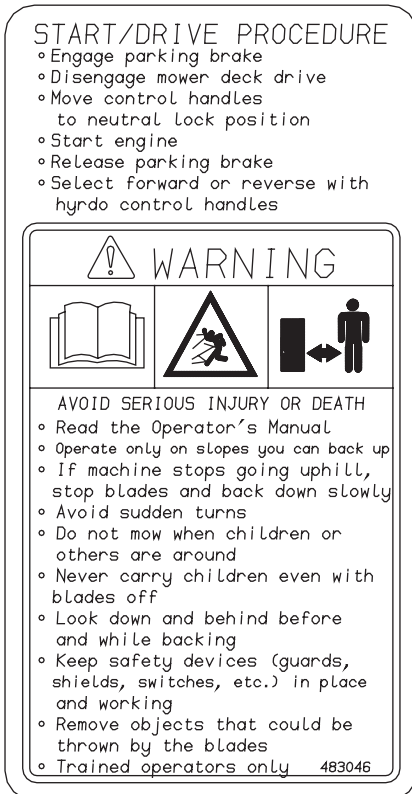 START/DRIVE PROCEDURE
° Engage parking brake
° Disengage mower deck drive
° Move control handles
to neutral lock position
° Start engine
° Release parking brake
° Select forward or reverse with
hyrdo control handles
WARNING
AVOID SERIOUS INJURY OR DEATH
° Read the Operator's Manual
° Operate only on slopes you can back up
° If machine stops going uphill,
stop blades and back down slowly
° Avoid sudden turns
° Do not mow when children or
others are around
° Never carry children even with
blades off
° Look down and behind before
and while backing
° Keep safety devices (guards,
shields, switches, etc.) in place
and working
° Remove objects that could be
thrown by the blades
° Trained operators only 483046